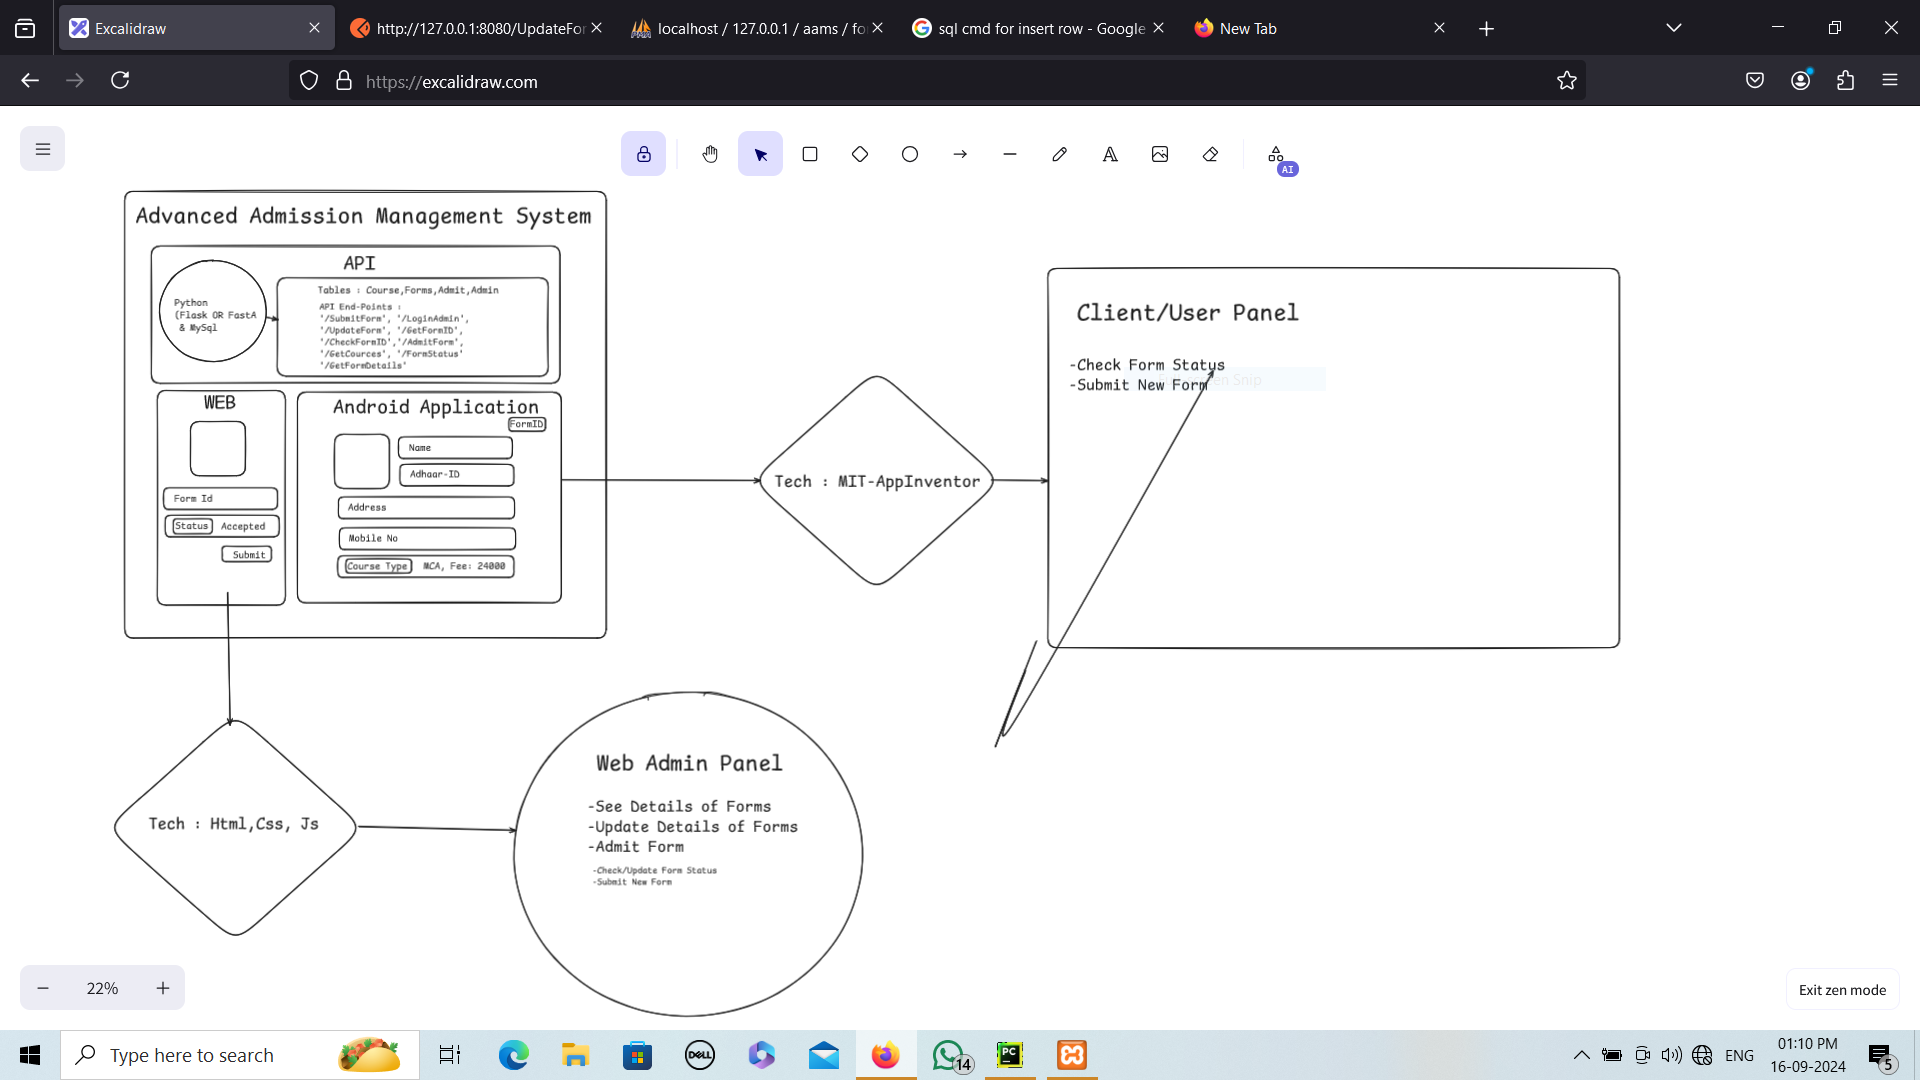 Excalidraw
http://127.0.0.1:8080/UpdateFor
localhost / 127.0.0.1 / aams / fo
sql cmd for insert row - Google
New Tab
https://excalidraw.com
AI
Advanced Admission Management System
API
Python
(Flask OR FastA
& MySql
Tables : Course,Forms,Admit,Admin
API End-Points :
'/SubmitForm', '/LoginAdmin',
'/UpdateForm', '/GetFormID',
'/CheckFormID','/AdmitForm',
'/GetCources', '/FormStatus'
'/GetFormDetails'
WEB
Form Id
Status Accepted
Submit
Android Application
FormID
Name
Adhaar-ID
Address
Mobile No
Course Type MCA, Fee: 24000
Tech : MIT-AppInventor
Client/User Panel
-Check Form Status
-Submit New Form
Snip
Tech : Html,Css, Js
Web Admin Panel
-See Details of Forms
-Update Details of Forms
-Admit Form
-Check/Update Form Status
-Submit New Form
22%
Exit zen mode
Type here to search
DELL
14
PC
ENG
01:10 PM
16-09-2024
5